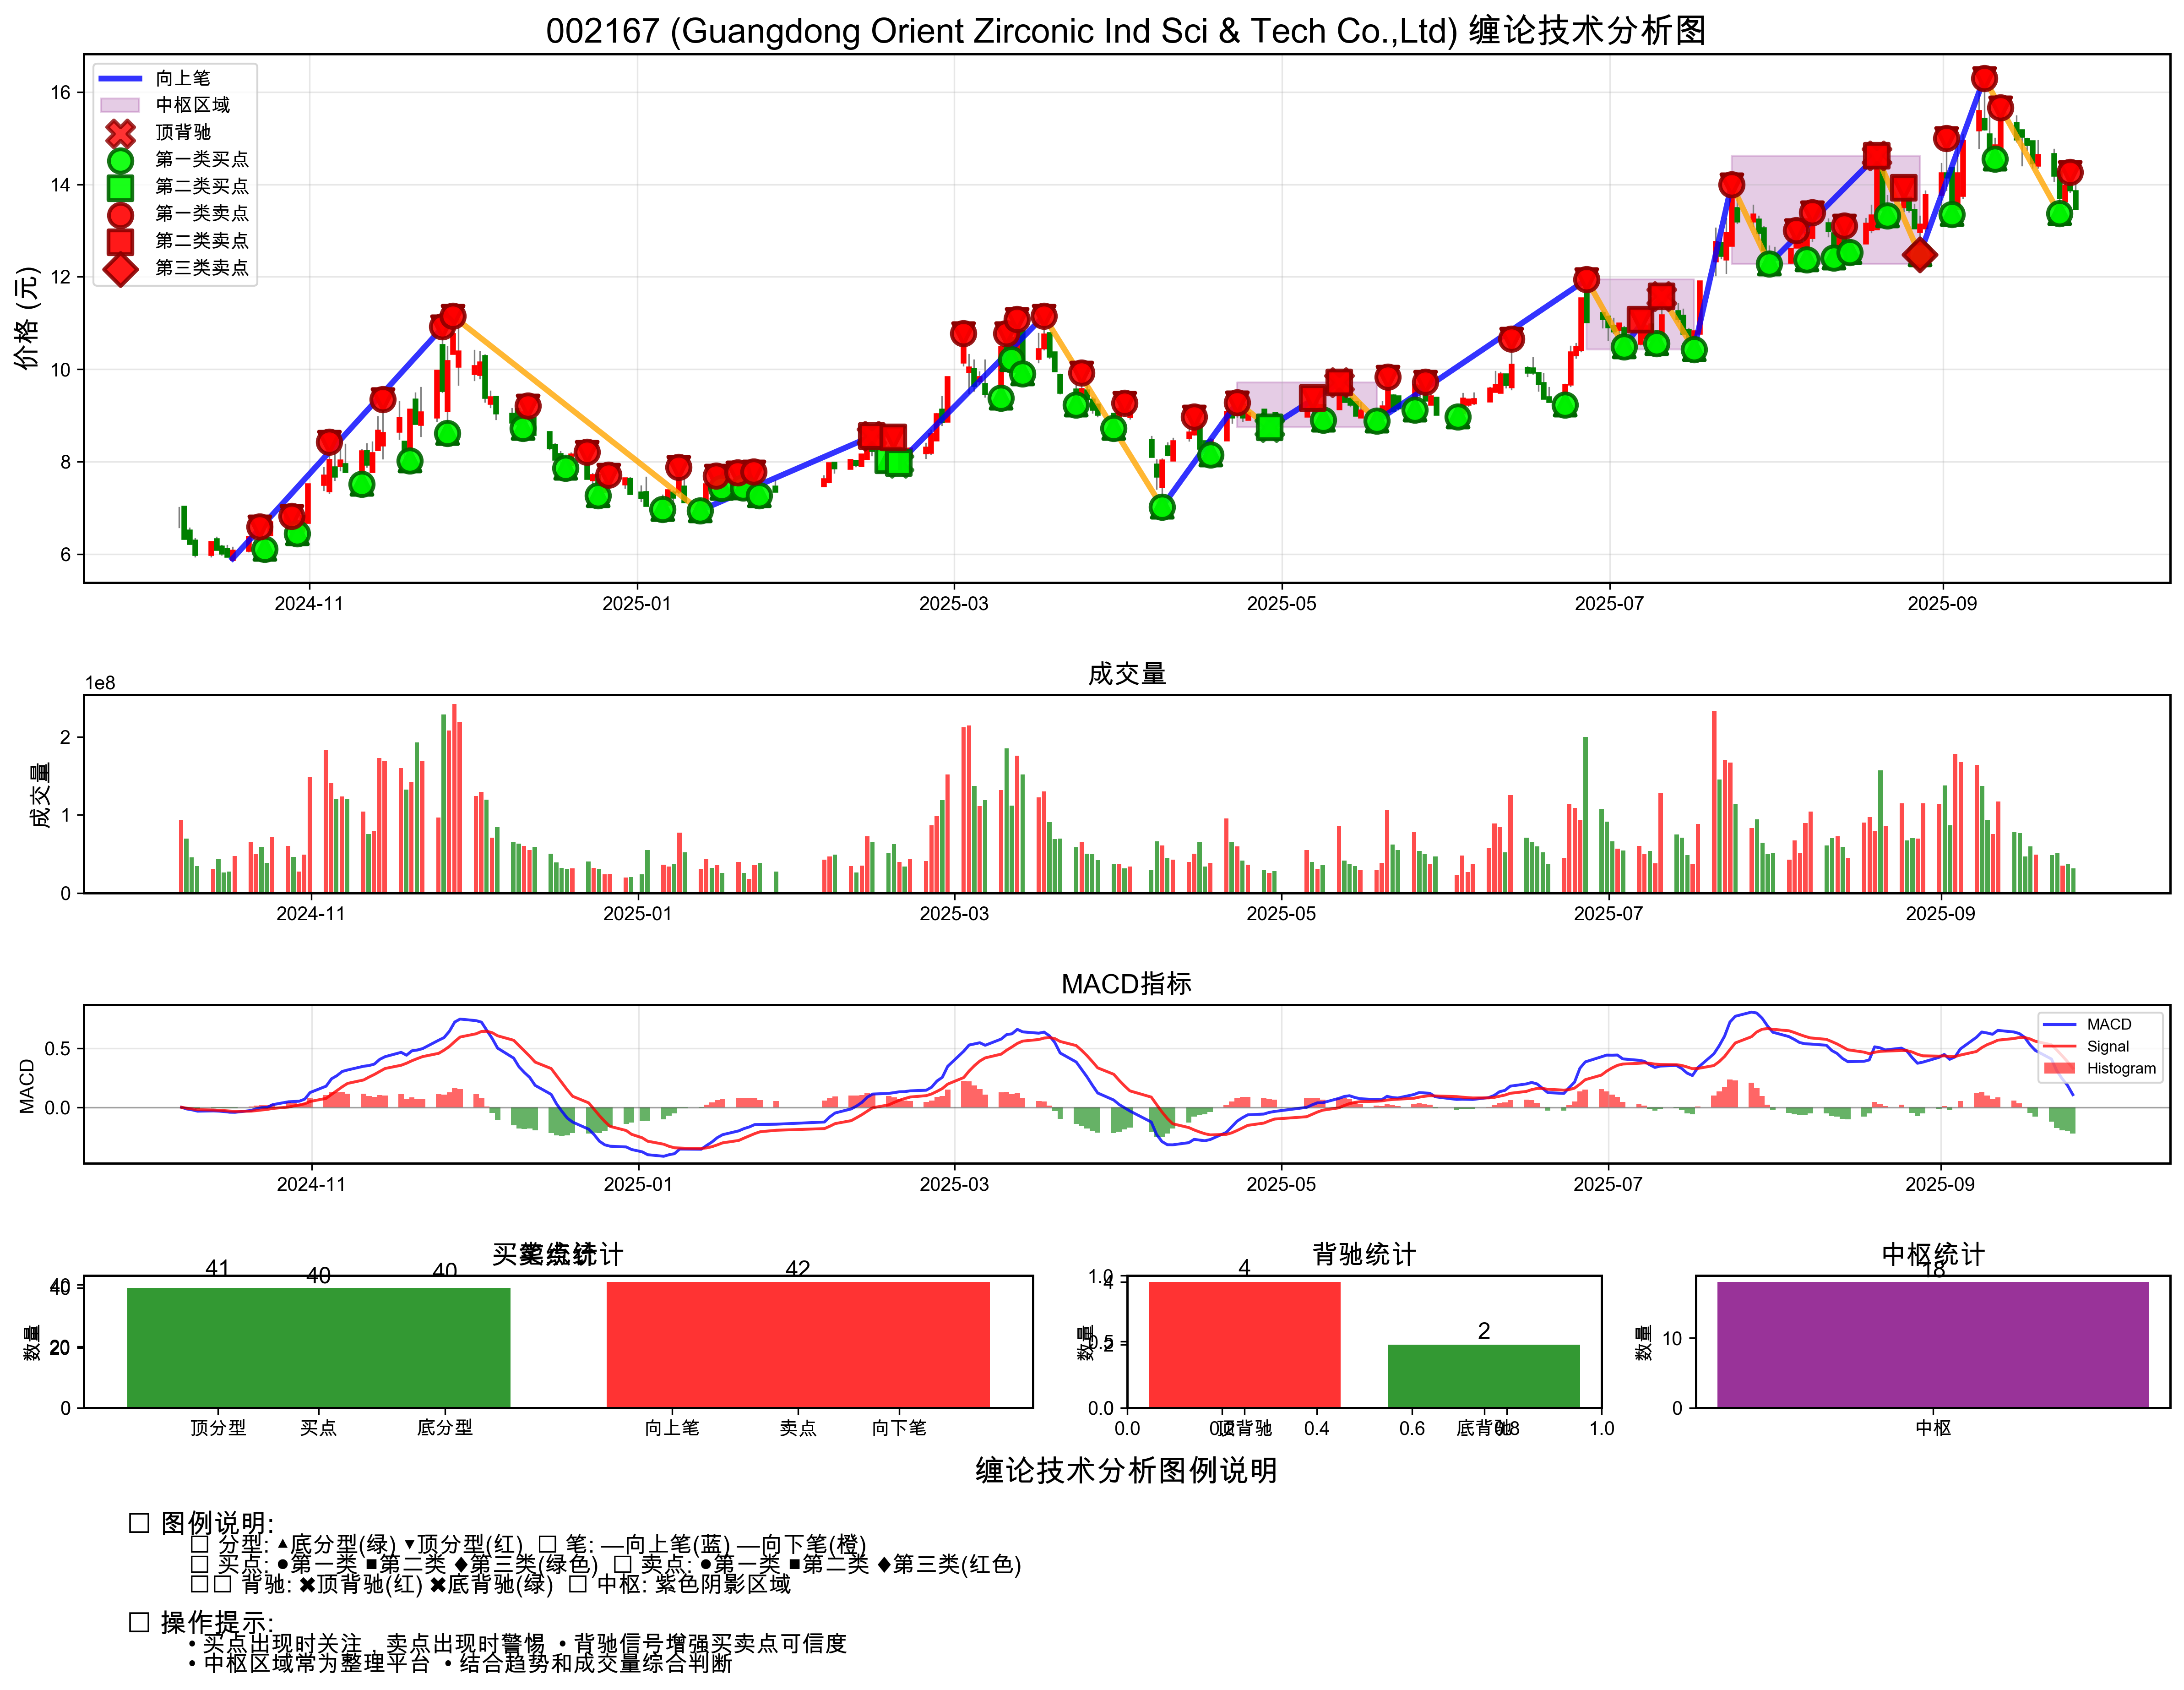 002167 (Guangdong Orient Zirconic Ind Sci & Tech Co.,Ltd) 缠论技术分析图
价格 (元)
16
14
12
10
8
6
向上笔
中枢区域
顶背驰
第一类买点
第二类买点
第一类卖点
第二类卖点
第三类卖点
2024-11 2025-01 2025-03 2025-05 2025-07 2025-09
成交量
1e8
成交量
2
1
0
2024-11 2025-01 2025-03 2025-05 2025-07 2025-09
MACD指标
MACD
0.5
0.0
MACD
Signal
Histogram
2024-11 2025-01 2025-03 2025-05 2025-07 2025-09
统计
41 40 40 42
数量
40
20
0
顶分型 买点 底分型 向上笔 卖点 向下笔
背驰统计
4
2
数量
1.0
4
0.5
2
0.0
0.0 0.2 顶背驰 0.4 0.6 底背驰 0.8 1.0
中枢统计
18
数量
10
0
中枢
缠论技术分析图例说明
□ 图例说明:
□ 分型: ▲底分型(绿) ▼顶分型(红) □ 笔: —向上笔(蓝) —向下笔(橙)
□ 买点: ●第一类 ■第二类 ♦第三类(绿色) □ 卖点: ●第一类 ■第二类 ♦第三类(红色)
□□ 背驰: ✖顶背驰(红) ✖底背驰(绿) □ 中枢: 紫色阴影区域
□ 操作提示:
• 买点出现时关注，卖点出现时警惕 • 背驰信号增强买卖点可信度
• 中枢区域常为整理平台 • 结合趋势和成交量综合判断